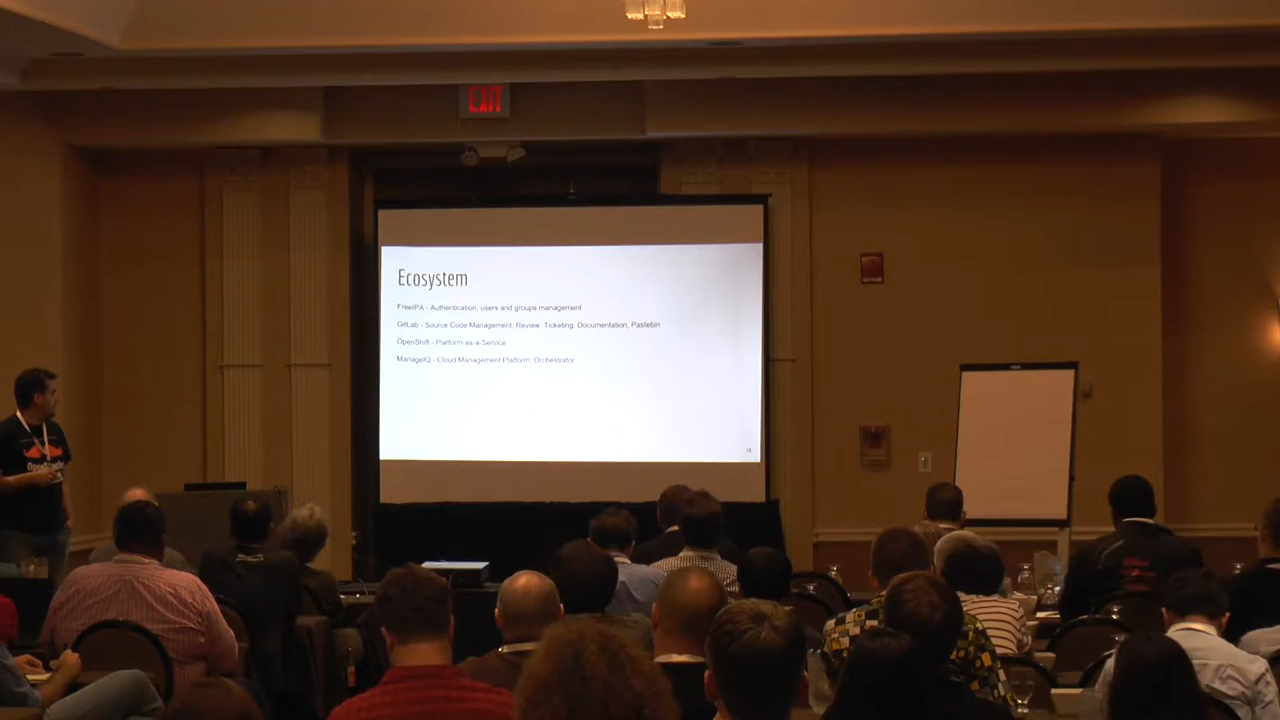 EXIT
Ecosystem
FreeIPA - Authentication, users and groups management
GitLab - Source Code Management, Review, Ticketing, Documentation, Pastebin
OpenShift - Platform-as-a-Service
ManageIQ - Cloud Management Platform, Orchestrator